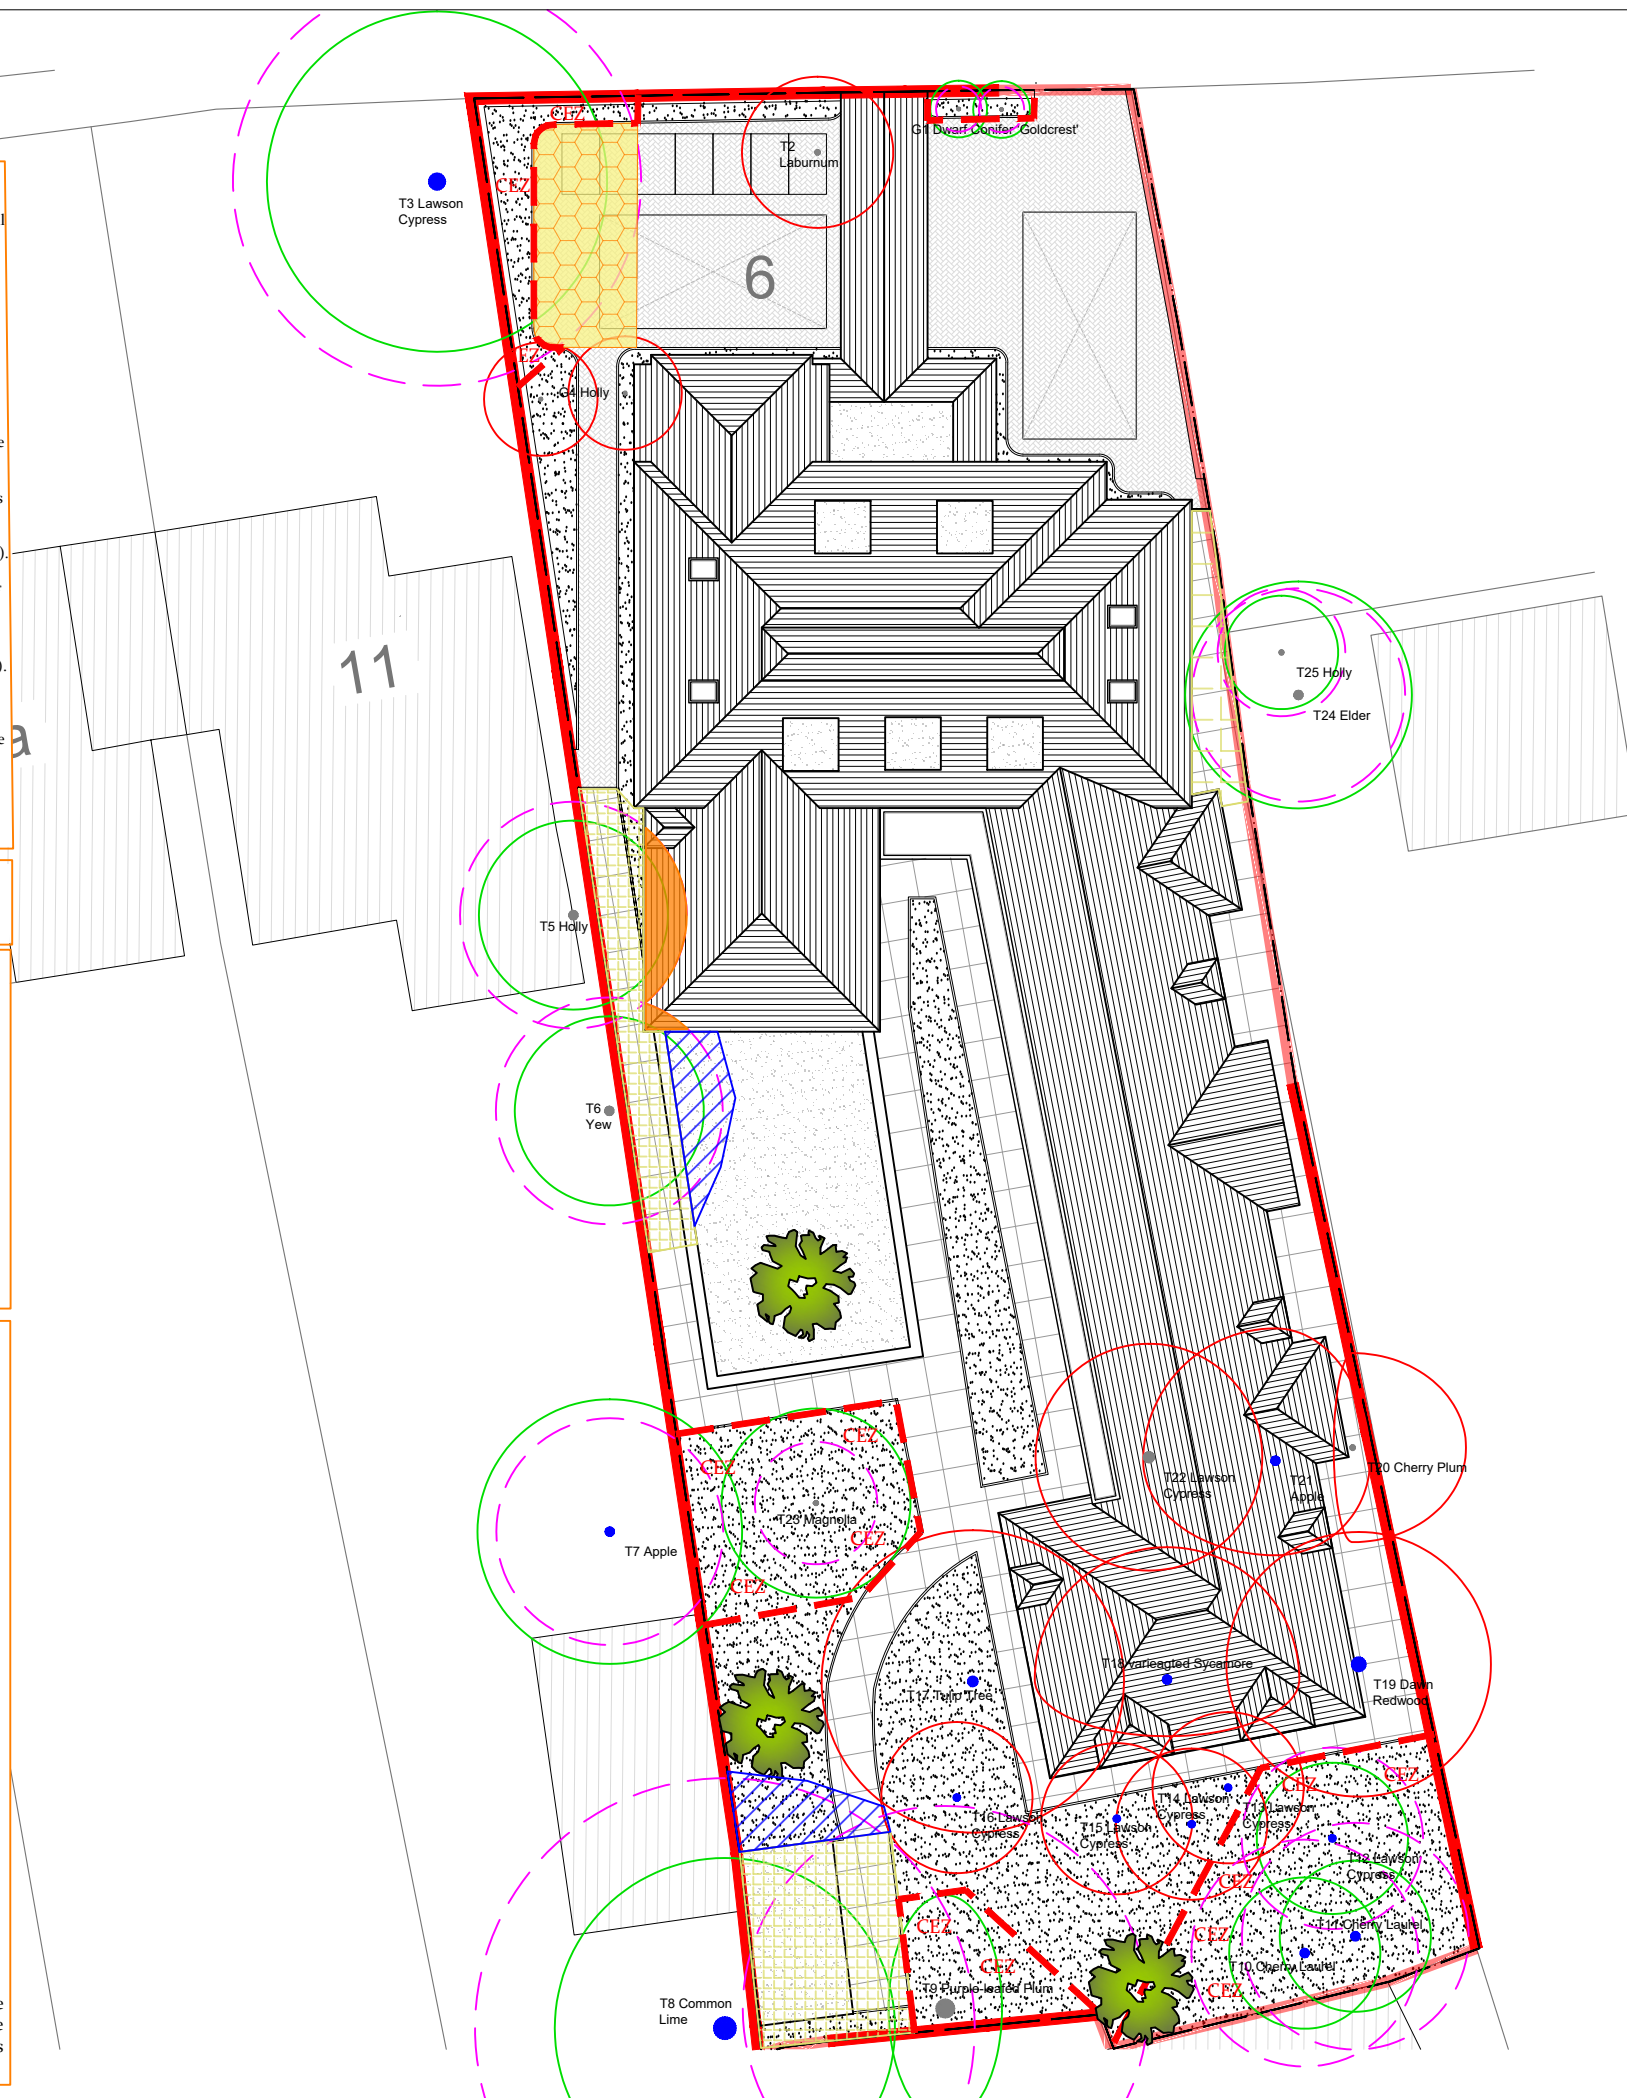 CEZ
G1 Dwarf Conifer 'Goldcrest'
T2
Laburnum
CEZ
T3 Lawson
Cypress
6
CEZ
G4 Holly
11
T25 Holly
T24 Elder
a
T5 Holly
T6
Yew
CEZ
CEZ
T22 Lawson
Cypress
T21
Apple
T20 Cherry Plum
T23 Magnolia
CEZ
T7 Apple
CEZ
T18 varieagted Sycamore
T17 Tulip Tree
T19 Dawn
Redwood
CEZ
CEZ
T14 Lawson
Cypress
T13 Lawson
Cypress
T16 Lawson
Cypress
T15 Lawson
Cypress
T12 Lawson
Cypress
CEZ
CEZ
T11 Cherry Laurel
CEZ
CEZ
T10 Cherry Laurel
T9 Purple-leafed Plum
CEZ
T8 Common
Lime